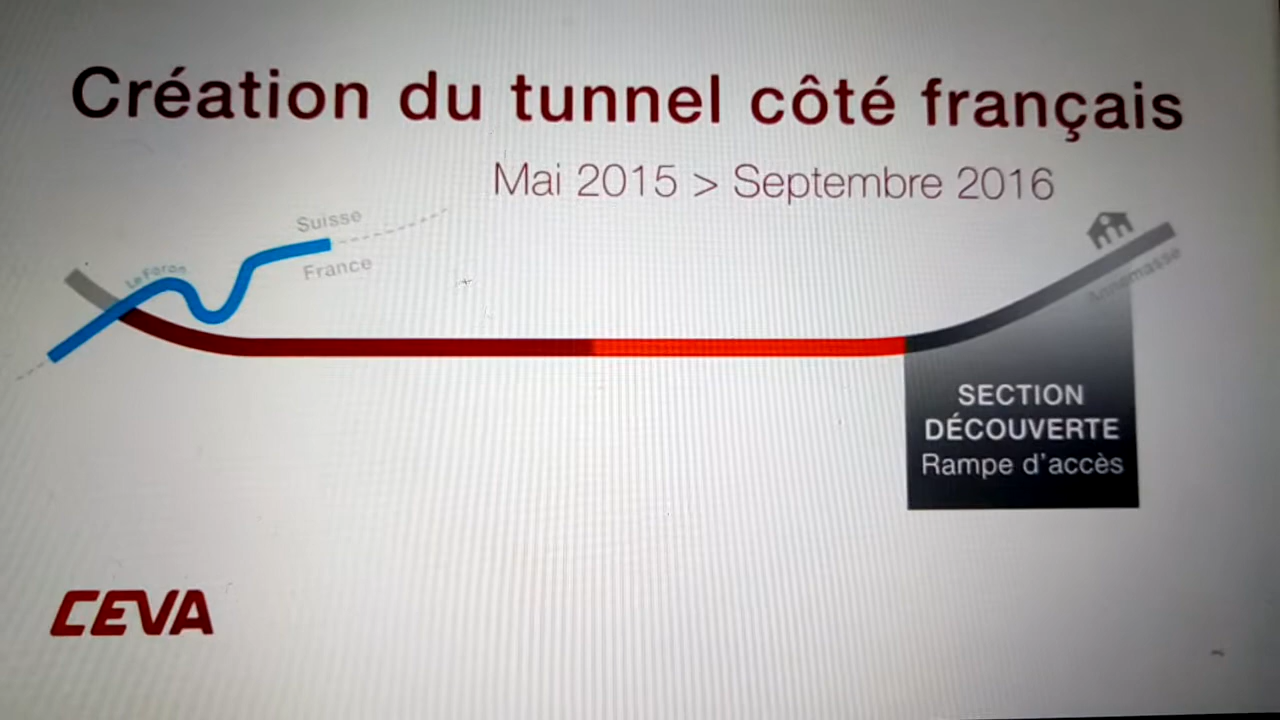 Création du tunnel côté français
Mai 2015 > Septembre 2016
Suisse
Le Foron
France
Annemasse
SECTION
DÉCOUVERTE
Rampe d'accès
CEVA